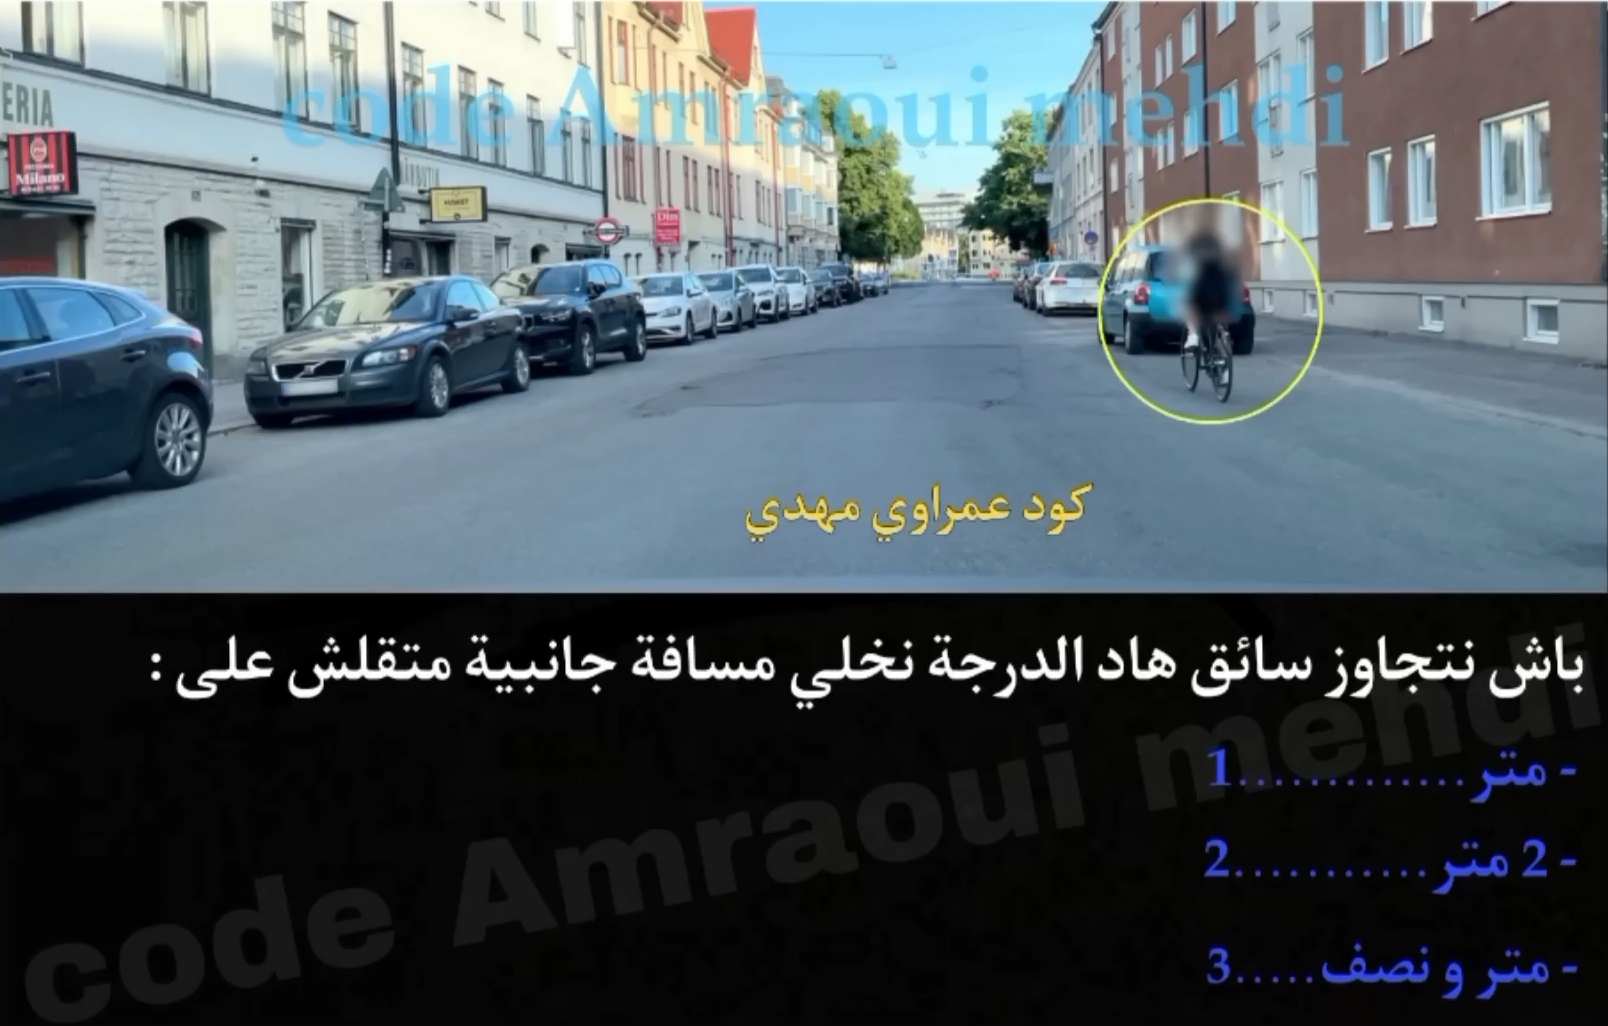 code Amraoui mehdi
ERIA
Milano
Din
كود عمراوي مهدي
باش نتجاوز سائق هاد الدرجة نخلي مسافة جانبية متقلش على :
- متر.............1
- 2 متر...........2
- متر و نصف.....3
code Amraoui mehdi